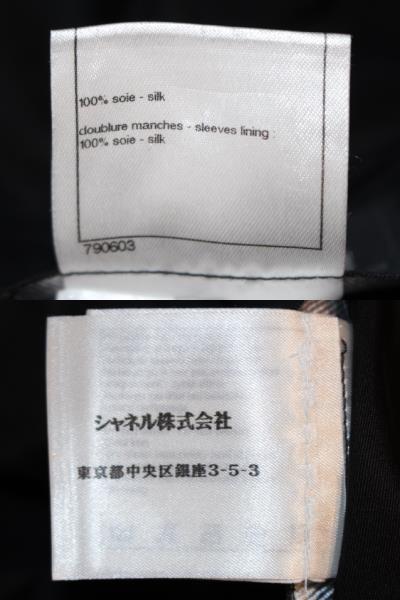 100% soie - silk
doublure manches - sleeves lining :
100% soie - silk
790603
シャネル株式会社
東京都中央区銀座3-5-3